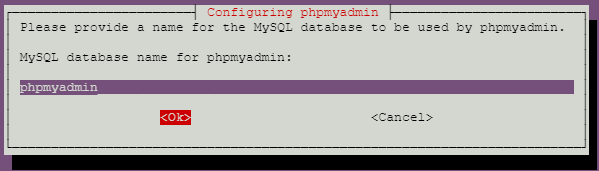 Configuring phpmyadmin
Please provide a name for the MySQL database to be used by phpmyadmin.
MySQL database name for phpmyadmin:
phpmyadmin
<Ok> <Cancel>